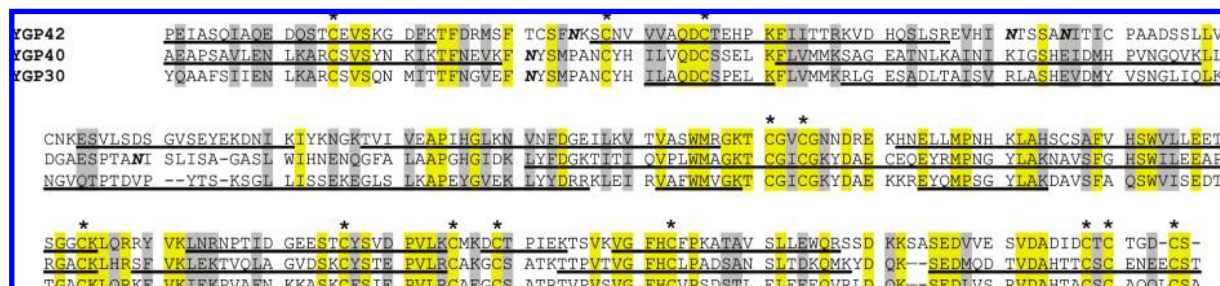 * * *
YGP42 PEIASQIAQE DQSTCEVSKG DFKTFDRMSF TCSFNKSCNV VVAQDCTEHP KFIITTRKVD HQSLSREVHI NTSSANITIC PAADSSLLV
YGP40 AEAPSAVLEN LKARCSVSYN KIKTFNEVKF NYSMPANCYH ILVQDCSSEL KFLVMMKSAG EATNLKAINI KIGSHEIDMH PVNGQVKLL
YGP30 YQAAFSIIEN LKARCSVSQN MITTFNGVEF NYSMPANCYH ILAQDCSPEL KFLVMMKRLG ESADLTAISV RLASHEVDMY VSNGLIQLK
* *
CNKESVLSDS GVSEYEKDNI KIYKNGKTVI VEAPIHGLKN VNFDGEILKV TVASWMRGKT CGVCGNNDRE KHNELLMPNH KLAHSCSAFV HSWVLLEET
DGAESPTANI SLISA-GASL WIHNENQGFA LAAPGHGIDK LYFDGKTITI QVPLWMAGKT CGICGKYDAE CEQEYRMPNG YLAKNAVSFG HSWILEEAP
NGVQTPTDVP --YTS-KSGL LISSEKEGLS LKAPEYGVEK LYYDRRKLEI RVAFWMVGKT CGICGKYDAE KKREYQMPSG YLAKDAVSFA QSWVISEDT
* * * * * * * *
SGGCKLQRRY VKLNRNPTID GEESTCYSVD PVLKCMKDCT PIEKTSVKVG FHCFPKATAV SLLEWQRSSD KKSASEDVVE SVDADIDCTC TGD-CS-
RGACKLHRSF VKLEKTVQLA GVDSKCYSTE PVLRCAKGCS ATKTTPVTVG FHCLPADSAN SLTDKQMKYD QK--SEDMQD TVDAHTTCSC ENEECST